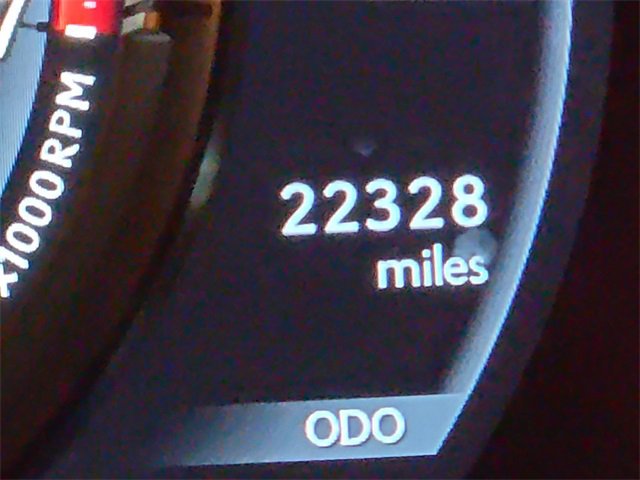 x1000RPM
22328
miles
ODO